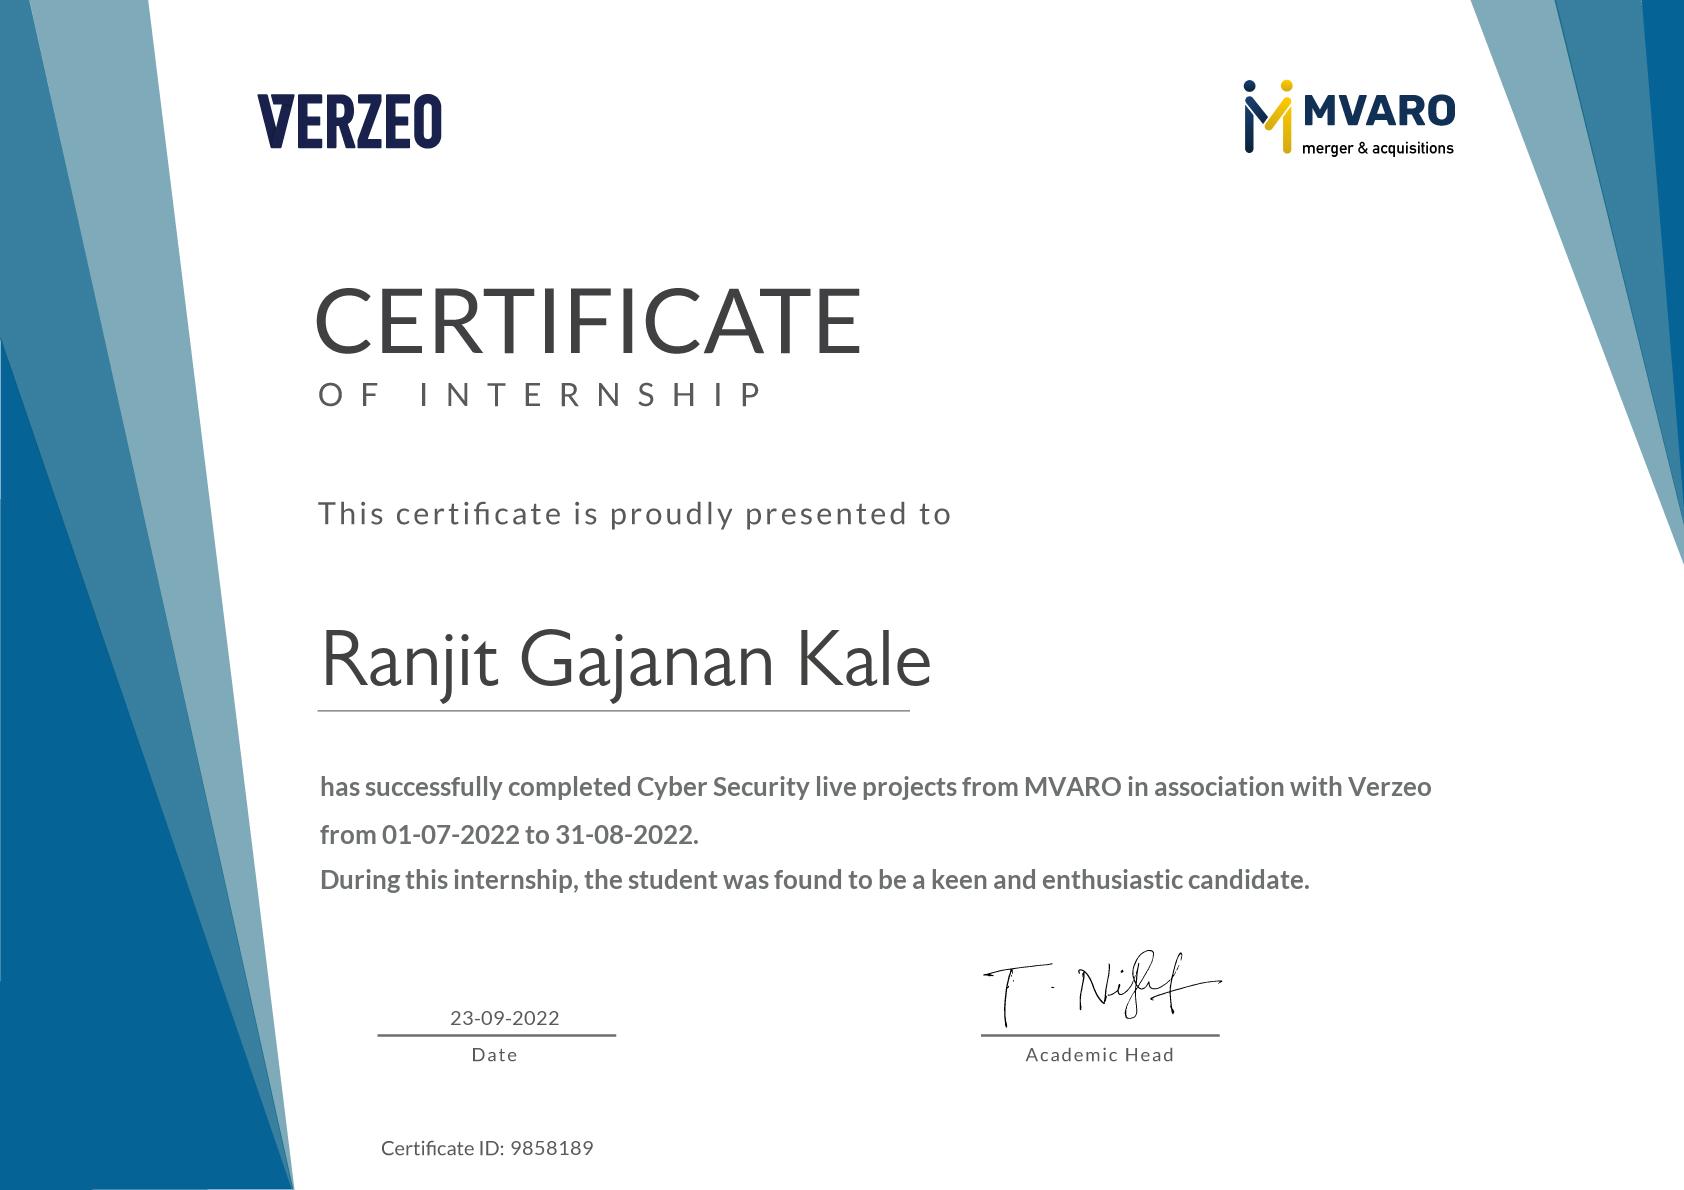 VERZEO
MVARO
merger & acquisitions
CERTIFICATE
OF INTERNSHIP
This certificate is proudly presented to
Ranjit Gajanan Kale
has successfully completed Cyber Security live projects from MVARO in association with Verzeo
from 01-07-2022 to 31-08-2022.
During this internship, the student was found to be a keen and enthusiastic candidate.
23-09-2022
Date
T.
Academic Head
Certificate ID: 9858189